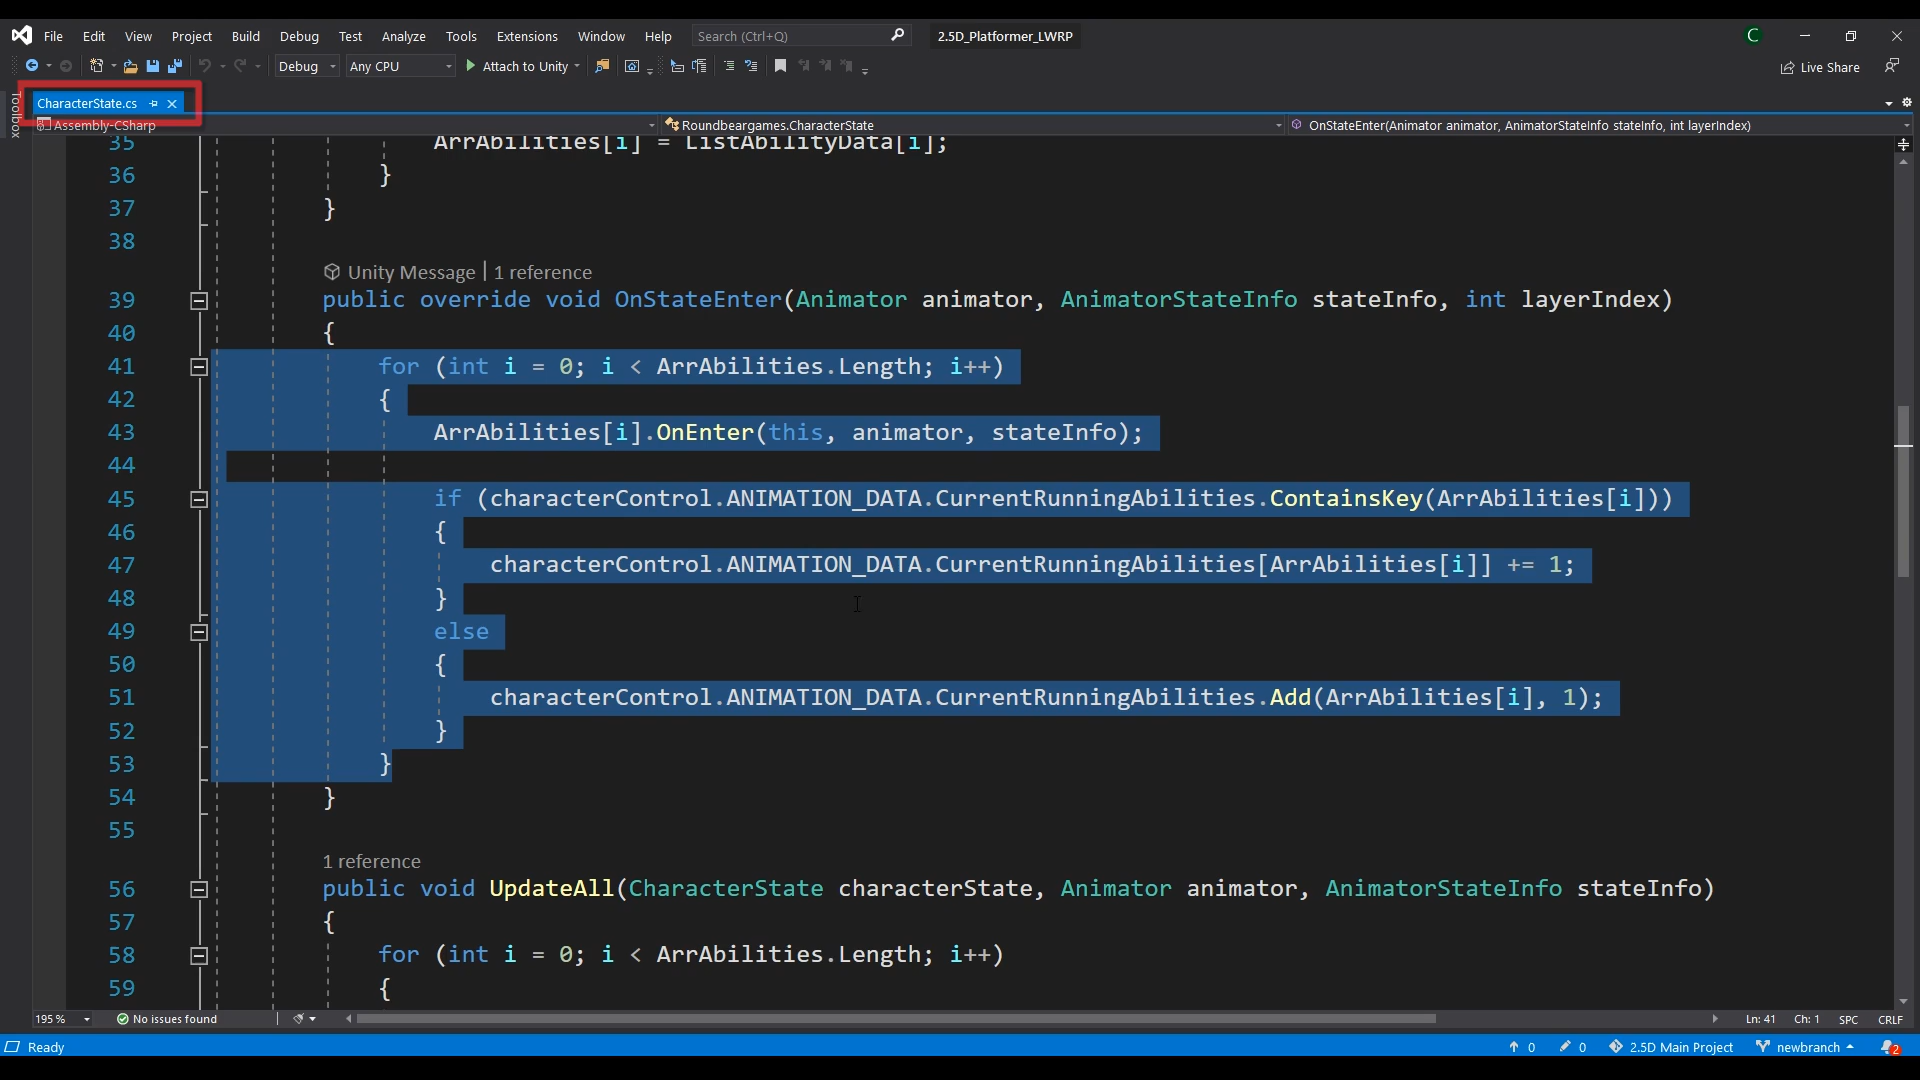 File Edit View Project Build Debug Test Analyze Tools Extensions Window Help Search (Ctrl+Q) 2.5D_Platformer_LWRP C
Debug Any CPU Attach to Unity Live Share
Toolbox
CharacterState.cs
Assembly-CSharp Roundbeargames.CharacterState OnStateEnter(Animator animator, AnimatorStateInfo stateInfo, int layerIndex)
35 ArrAbilities[i] = ListAbilityData[i];
36 }
37 }
38
Unity Message | 1 reference
39 public override void OnStateEnter(Animator animator, AnimatorStateInfo stateInfo, int layerIndex)
40 {
41 for (int i = 0; i < ArrAbilities.Length; i++)
42 {
43 ArrAbilities[i].OnEnter(this, animator, stateInfo);
44
45 if (characterControl.ANIMATION_DATA.CurrentRunningAbilities.ContainsKey(ArrAbilities[i]))
46 {
47 characterControl.ANIMATION_DATA.CurrentRunningAbilities[ArrAbilities[i]] += 1;
48 }
49 else
50 {
51 characterControl.ANIMATION_DATA.CurrentRunningAbilities.Add(ArrAbilities[i], 1);
52 }
53 }
54 }
55
1 reference
56 public void UpdateAll(CharacterState characterState, Animator animator, AnimatorStateInfo stateInfo)
57 {
58 for (int i = 0; i < ArrAbilities.Length; i++)
59 {
195 % No issues found Ln: 41 Ch: 1 SPC CRLF
Ready 0 0 2.5D Main Project newbranch 2